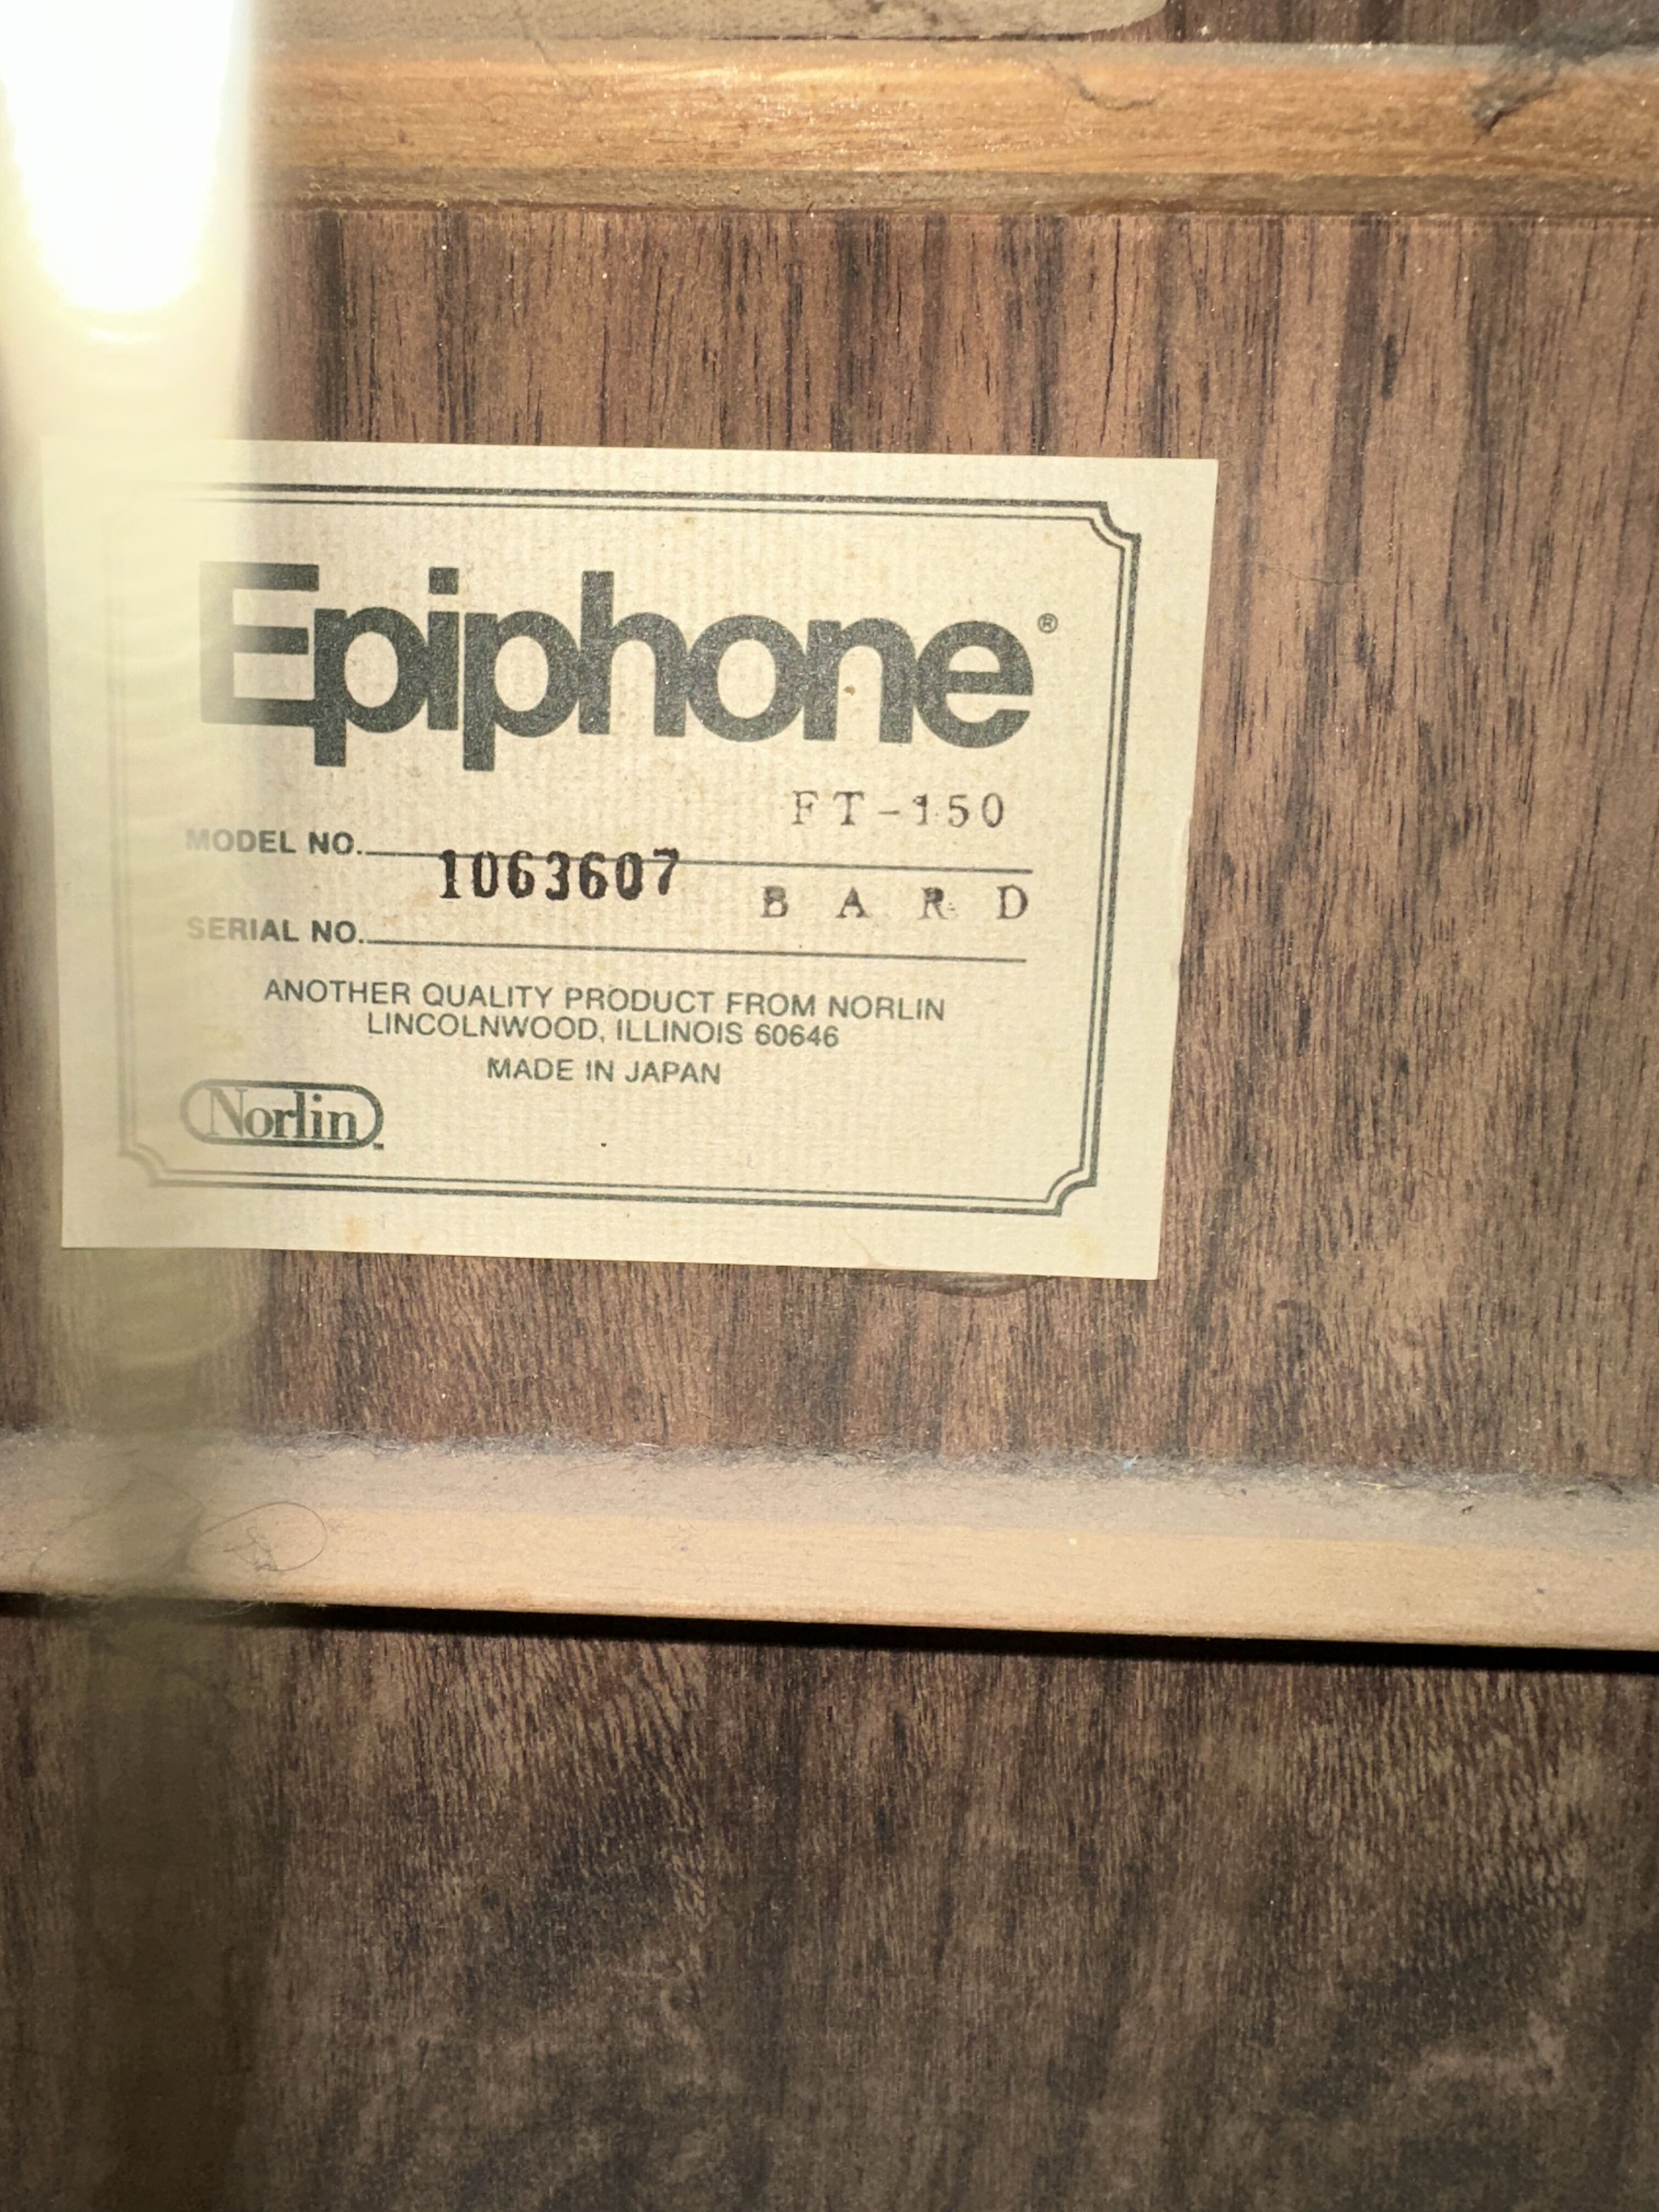 Epiphone®
FT-150
MODEL NO.
1063607 BARD
SERIAL NO.
ANOTHER QUALITY PRODUCT FROM NORLIN
LINCOLNWOOD, ILLINOIS 60646
MADE IN JAPAN
Norlin™